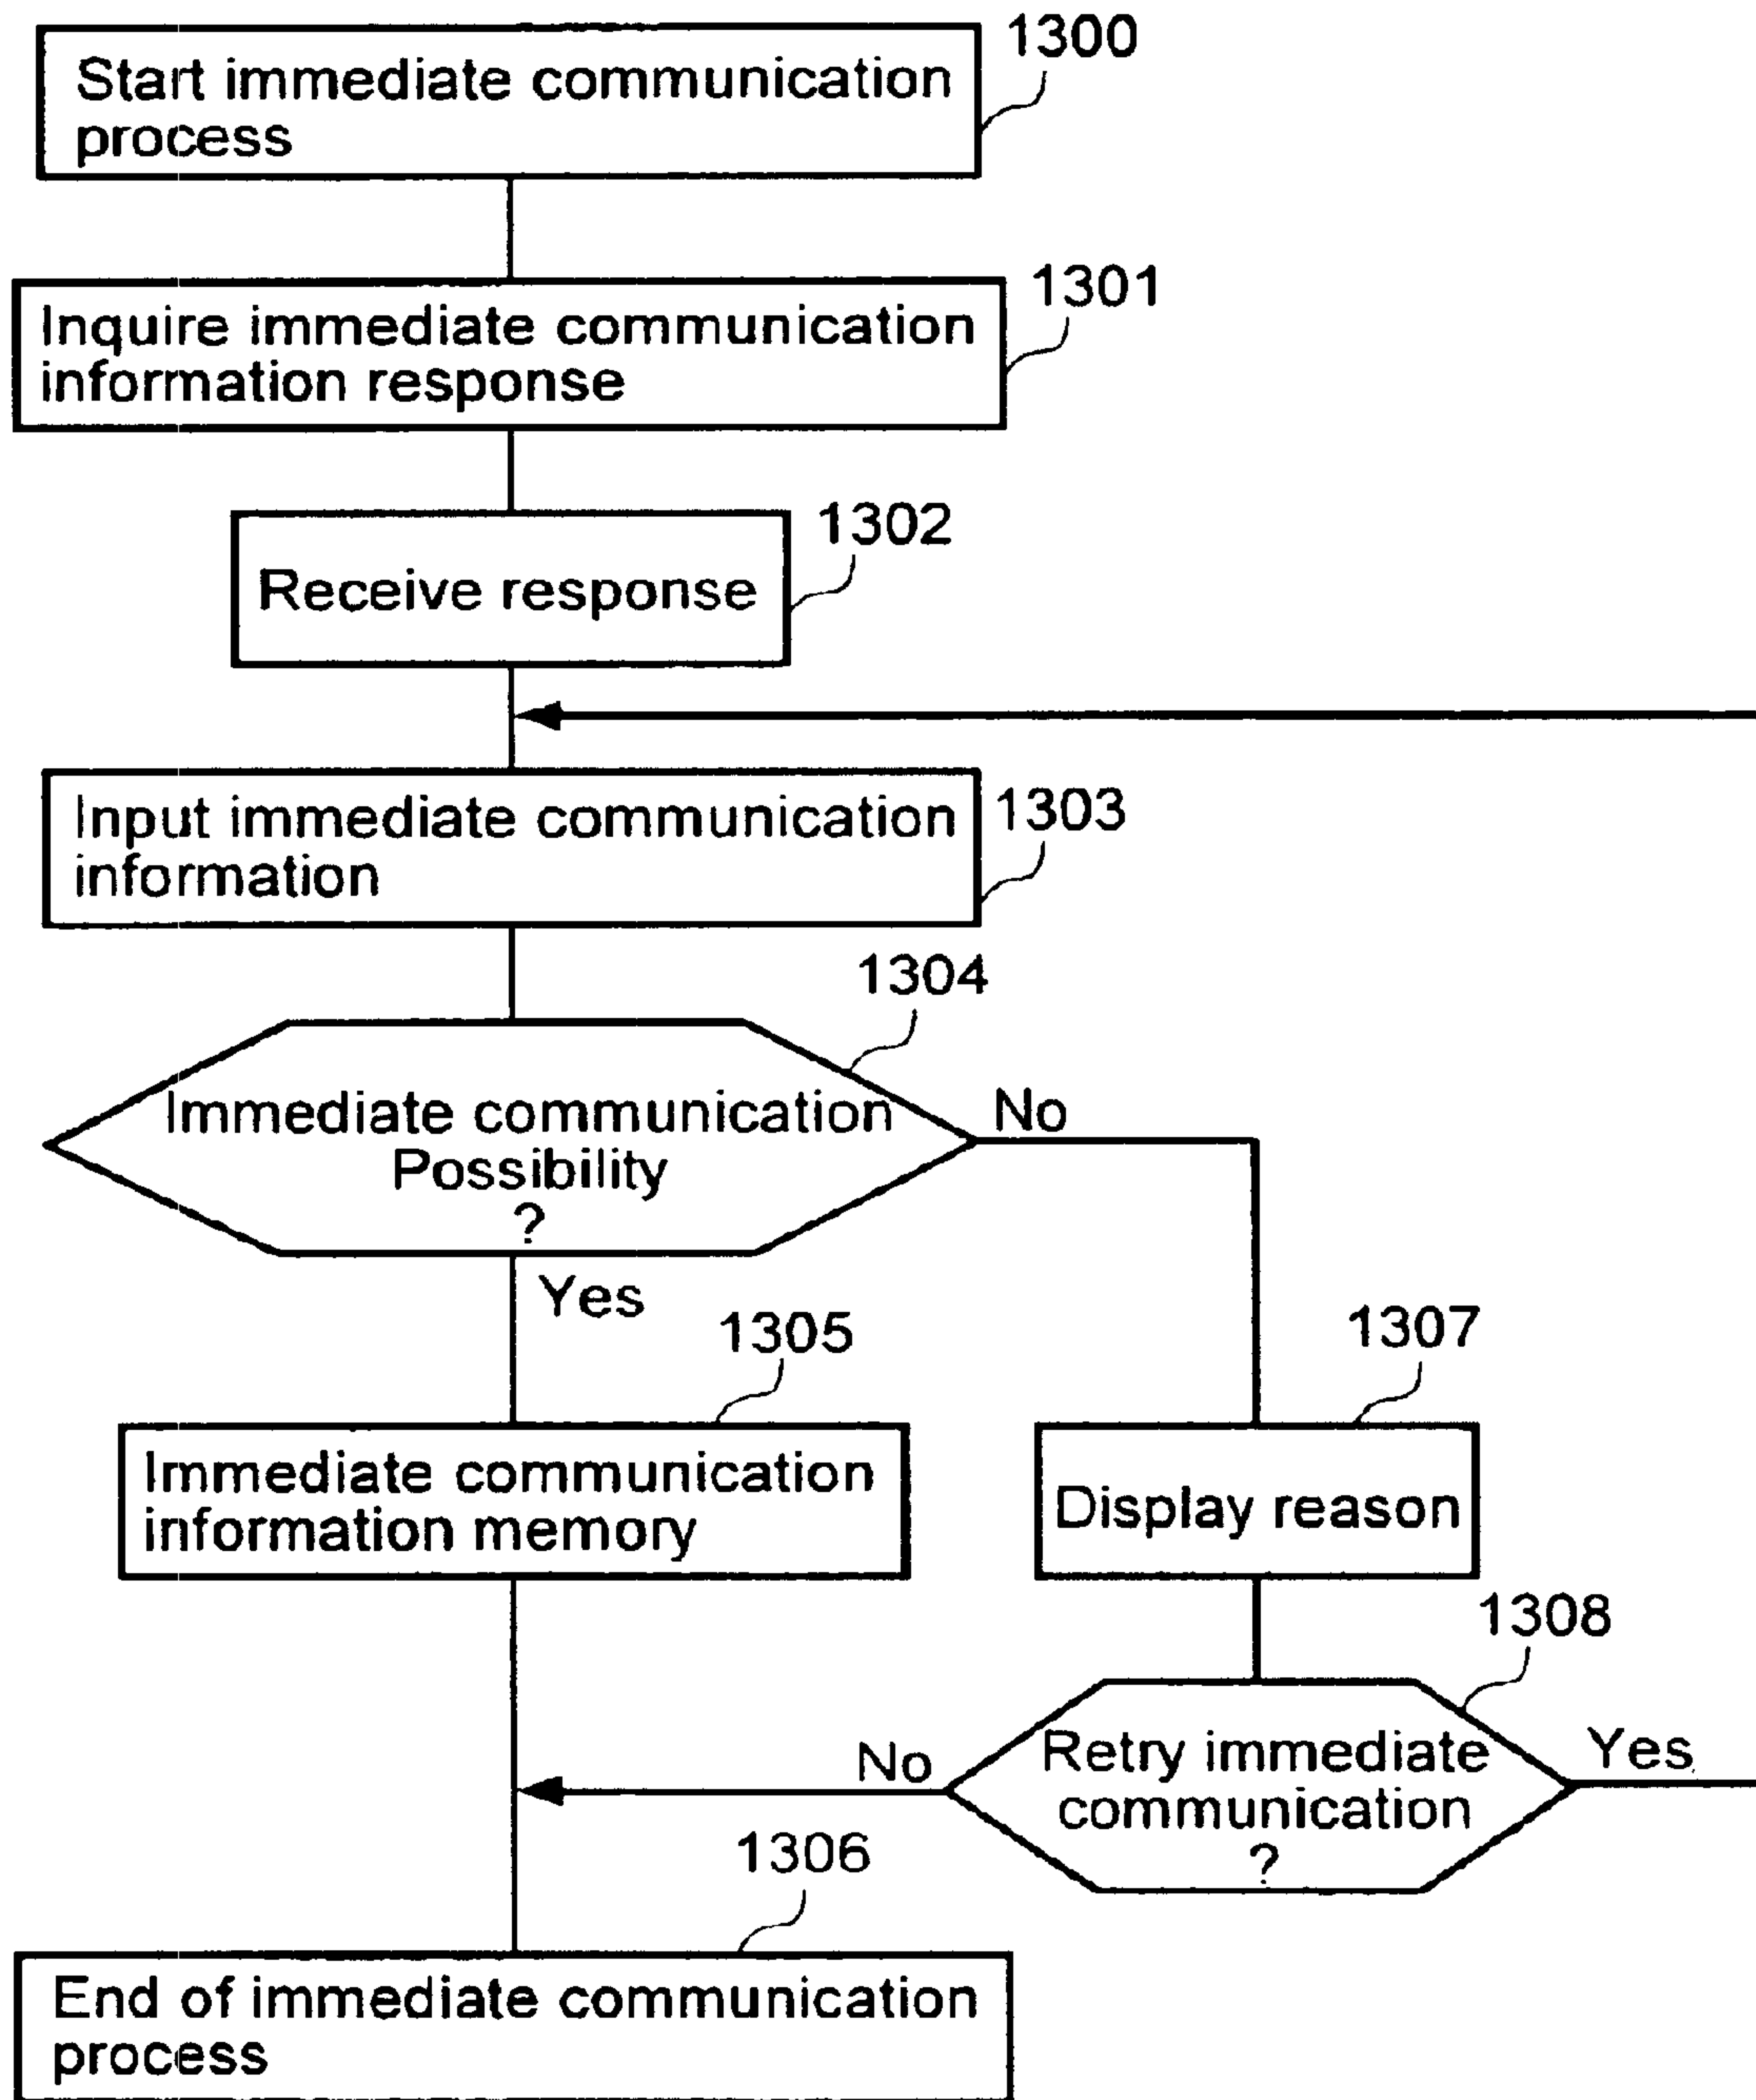 1300
Start immediate communication
process
1301
Inquire immediate communication
information response
1302
Receive response
1303
Input immediate communication
information
1304
Immediate communication
Possibility
?
No
Yes
1305
Immediate communication
information memory
1307
Display reason
1308
Retry immediate
communication
?
No
Yes
1306
End of immediate communication
process